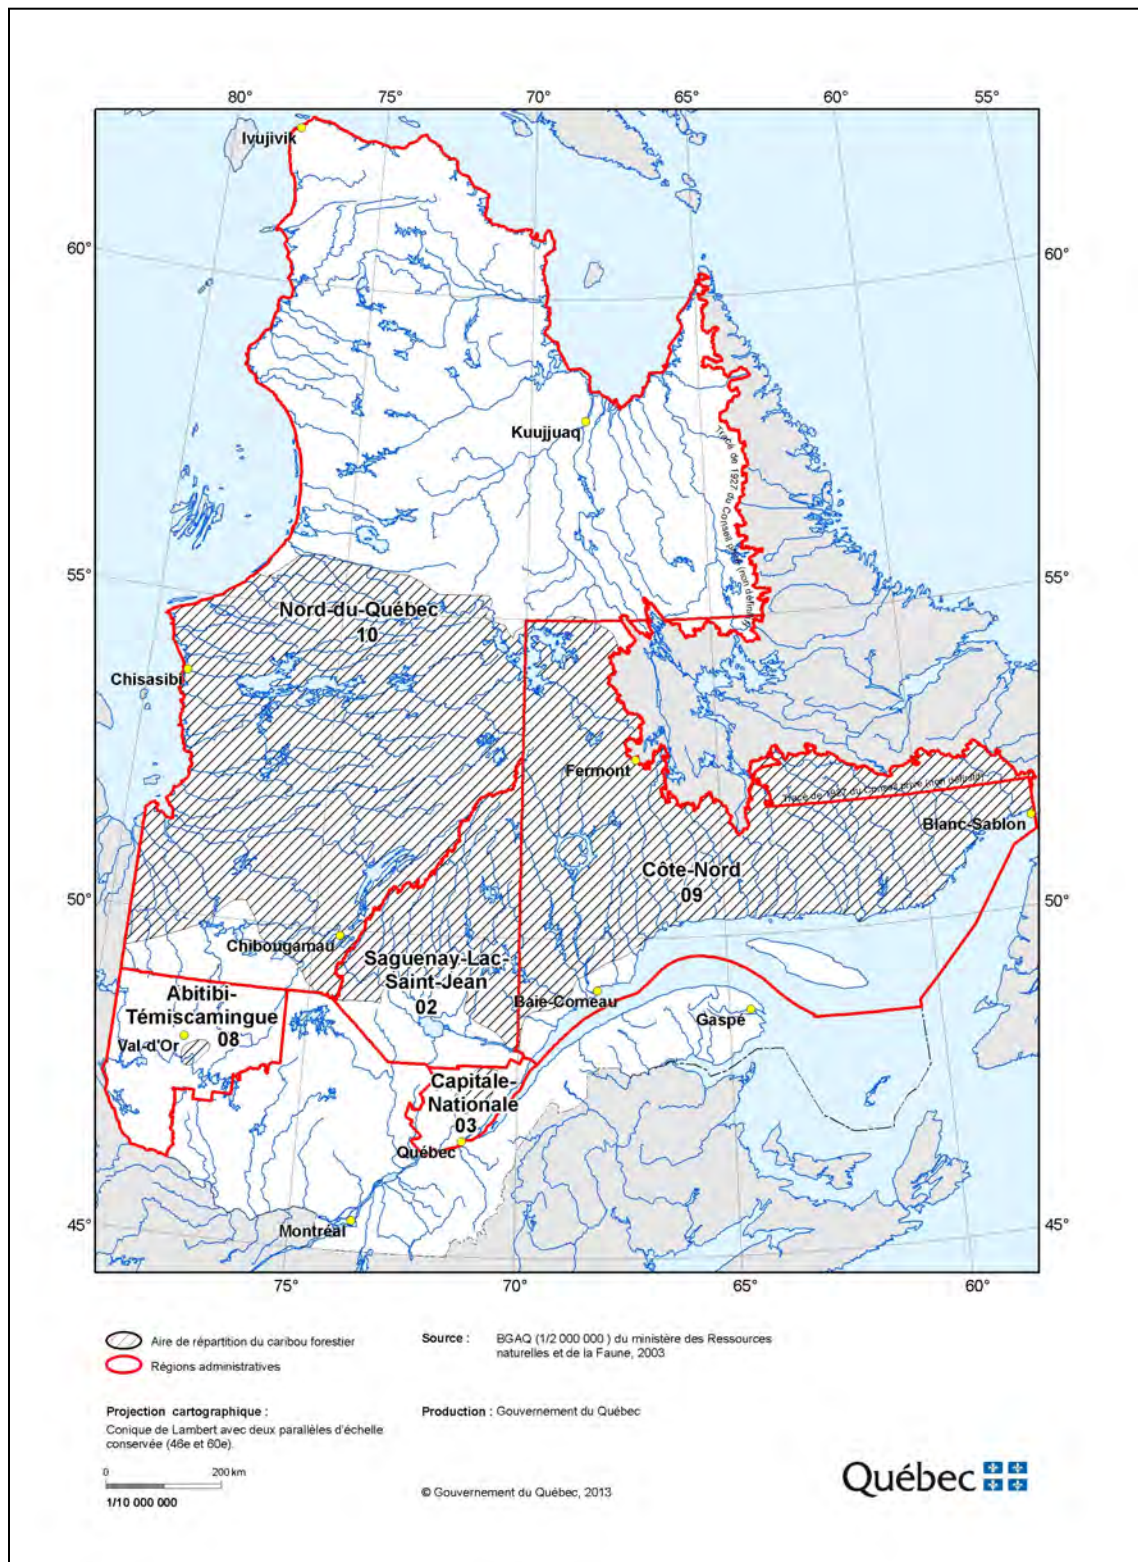 80° 75° 70° 65° 60° 55°
Ivujivik
60° 60°
Kuujjuaq
Tracé de 1927 du Conseil privé (non définitif)
55° 55°
Nord-du-Québec
10
Chisasibi
Fermont
Tracé de 1927 du Conseil privé (non définitif)
Blanc-Sablon
Côte-Nord
09
50° 50°
Chibougamau
Saguenay-Lac-
Saint-Jean
02
Baie-Comeau
Gaspé
Abitibi-
Témiscamingue
08
Val-d'Or
Capitale-
Nationale
03
Québec
45° 45°
Montréal
75° 70° 65° 60°
Aire de répartition du caribou forestier
Régions administratives
Source : BGAQ (1/2 000 000 ) du ministère des Ressources
naturelles et de la Faune, 2003
Projection cartographique :
Conique de Lambert avec deux parallèles d'échelle
conservée (46e et 60e).
Production : Gouvernement du Québec
0 200 km
1/10 000 000
© Gouvernement du Québec, 2013
Québec